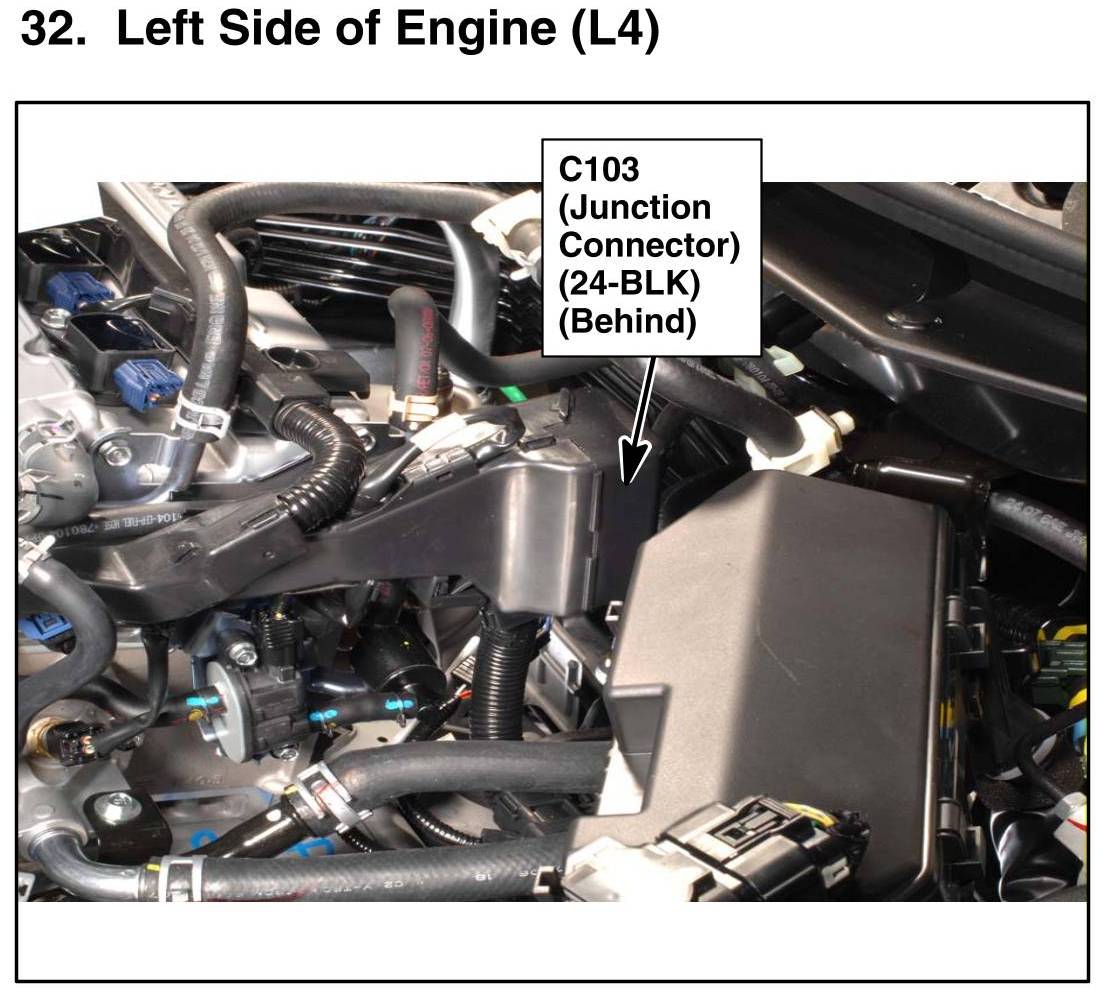 32. Left Side of Engine (L4)
C103
(Junction
Connector)
(24-BLK)
(Behind)